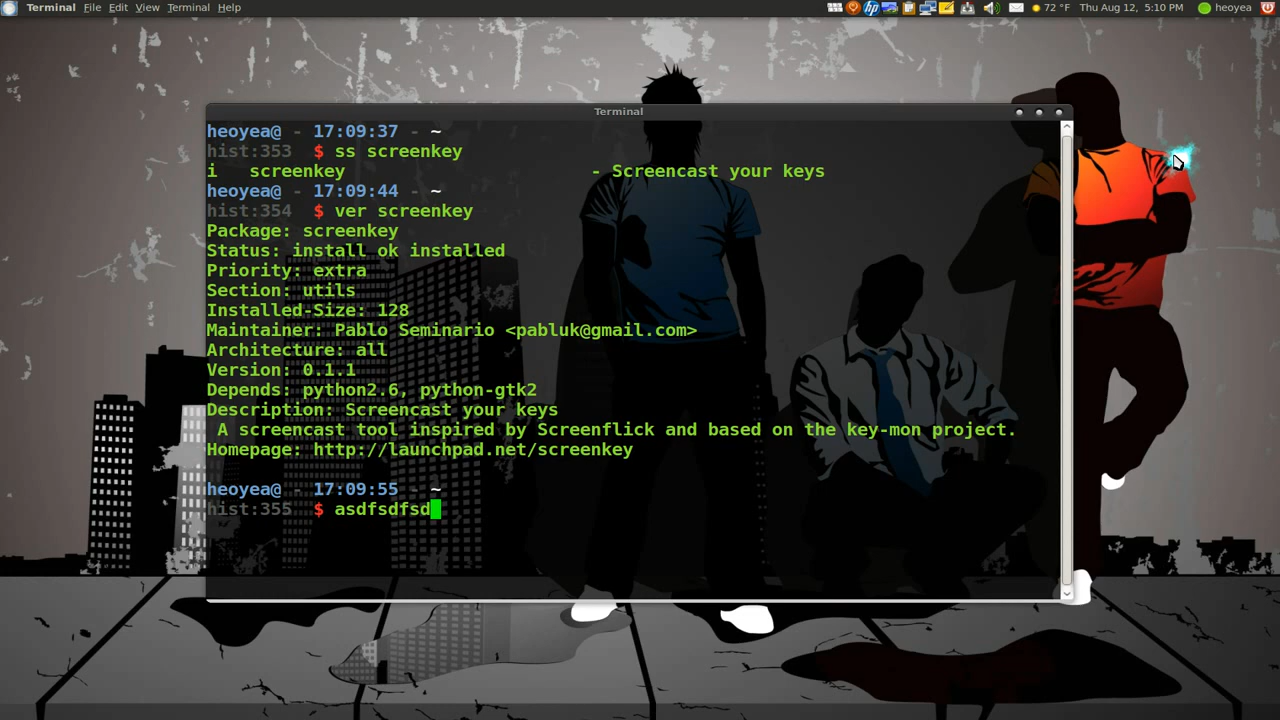 Terminal File Edit View Terminal Help
hp 72 °F Thu Aug 12, 5:10 PM heoyea
Terminal
heoyea@ - 17:09:37 - ~
hist:353 $ ss screenkey
i screenkey - Screencast your keys
heoyea@ - 17:09:44 - ~
hist:354 $ ver screenkey
Package: screenkey
Status: install ok installed
Priority: extra
Section: utils
Installed-Size: 128
Maintainer: Pablo Seminario <pabluk@gmail.com>
Architecture: all
Version: 0.1.1
Depends: python2.6, python-gtk2
Description: Screencast your keys
A screencast tool inspired by Screenflick and based on the key-mon project.
Homepage: http://launchpad.net/screenkey
heoyea@ - 17:09:55 - ~
hist:355 $ asdfsdfsd